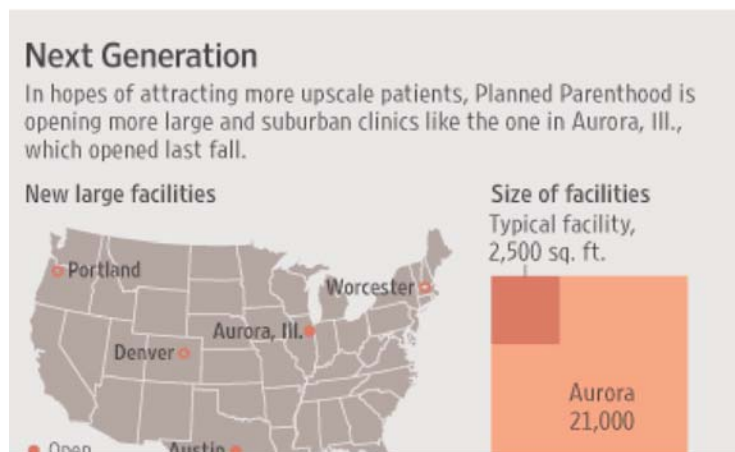 Next Generation
In hopes of attracting more upscale patients, Planned Parenthood is
opening more large and suburban clinics like the one in Aurora, Ill.,
which opened last fall.
New large facilities
Size of facilities
Typical facility,
2,500 sq. ft.
Portland
Worcester
Aurora, Ill.
Denver
Aurora
21,000
Open
Austin